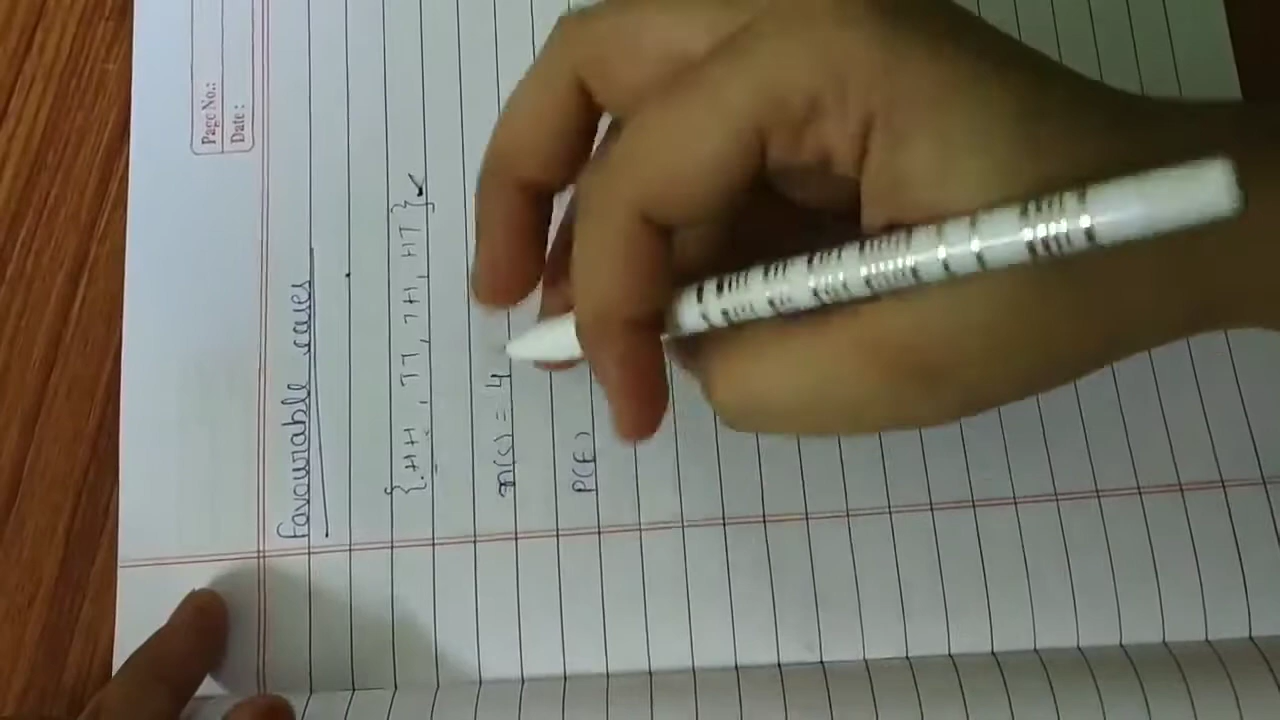 Page No.:
Date :
favourable cases
{HH, TT, TH, HT}
n(s) = 4
P(E)